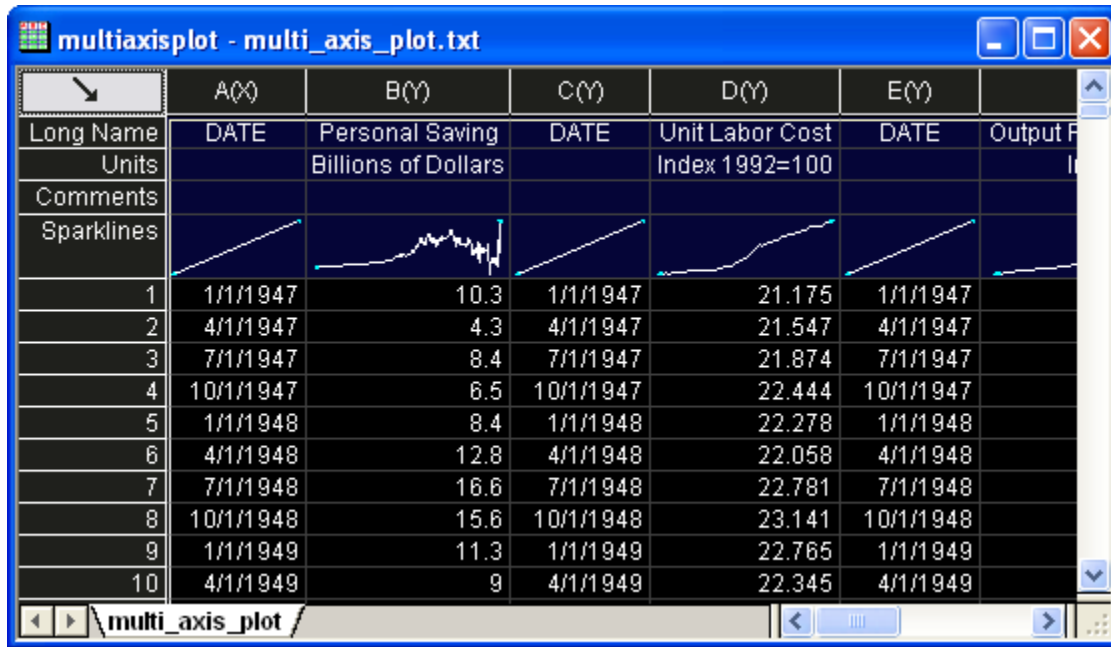 multiaxisplot - multi_axis_plot.txt
A(X) B(Y) C(Y) D(Y) E(Y)
Long Name DATE Personal Saving DATE Unit Labor Cost DATE Output
Units Billions of Dollars Index 1992=100
Comments
Sparklines
1 1/1/1947 10.3 1/1/1947 21.175 1/1/1947
2 4/1/1947 4.3 4/1/1947 21.547 4/1/1947
3 7/1/1947 8.4 7/1/1947 21.874 7/1/1947
4 10/1/1947 6.5 10/1/1947 22.444 10/1/1947
5 1/1/1948 8.4 1/1/1948 22.278 1/1/1948
6 4/1/1948 12.8 4/1/1948 22.058 4/1/1948
7 7/1/1948 16.6 7/1/1948 22.781 7/1/1948
8 10/1/1948 15.6 10/1/1948 23.141 10/1/1948
9 1/1/1949 11.3 1/1/1949 22.765 1/1/1949
10 4/1/1949 9 4/1/1949 22.345 4/1/1949
multi_axis_plot